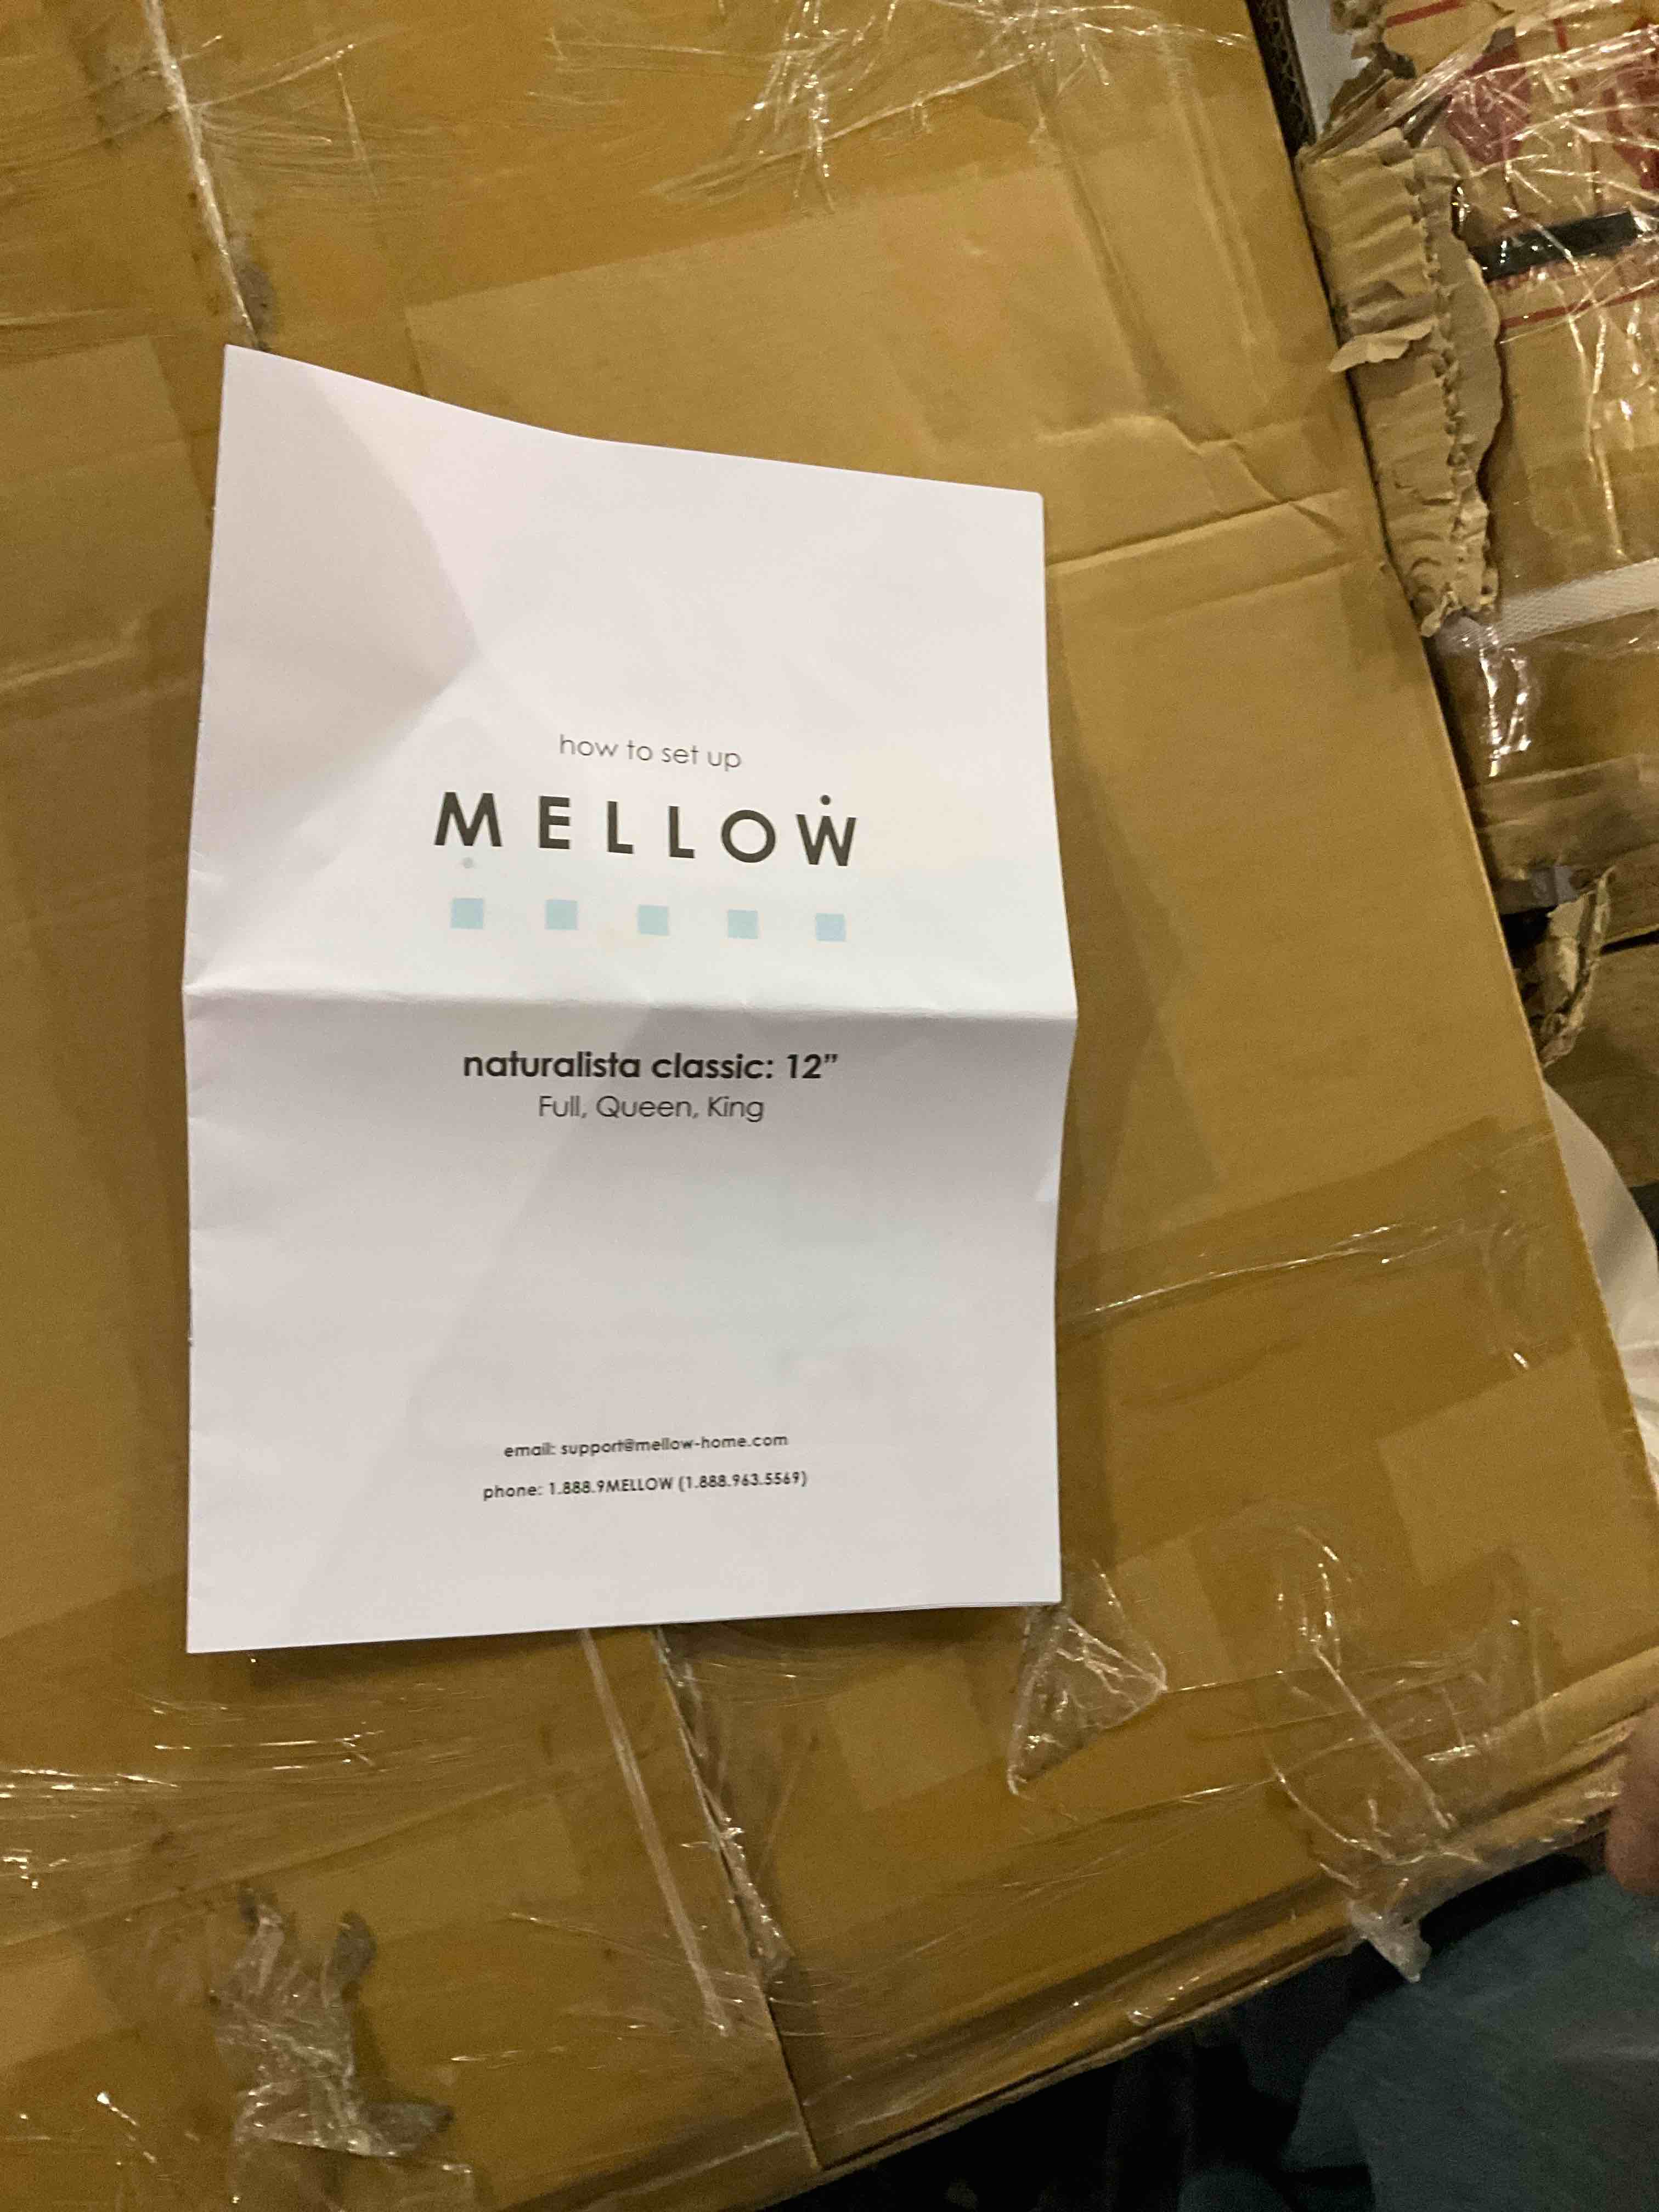 how to set up
MELLOW
naturalista classic: 12”
Full, Queen, King
email: support@mellow-home.com
phone: 1.888.9MELLOW (1.888.963.5569)